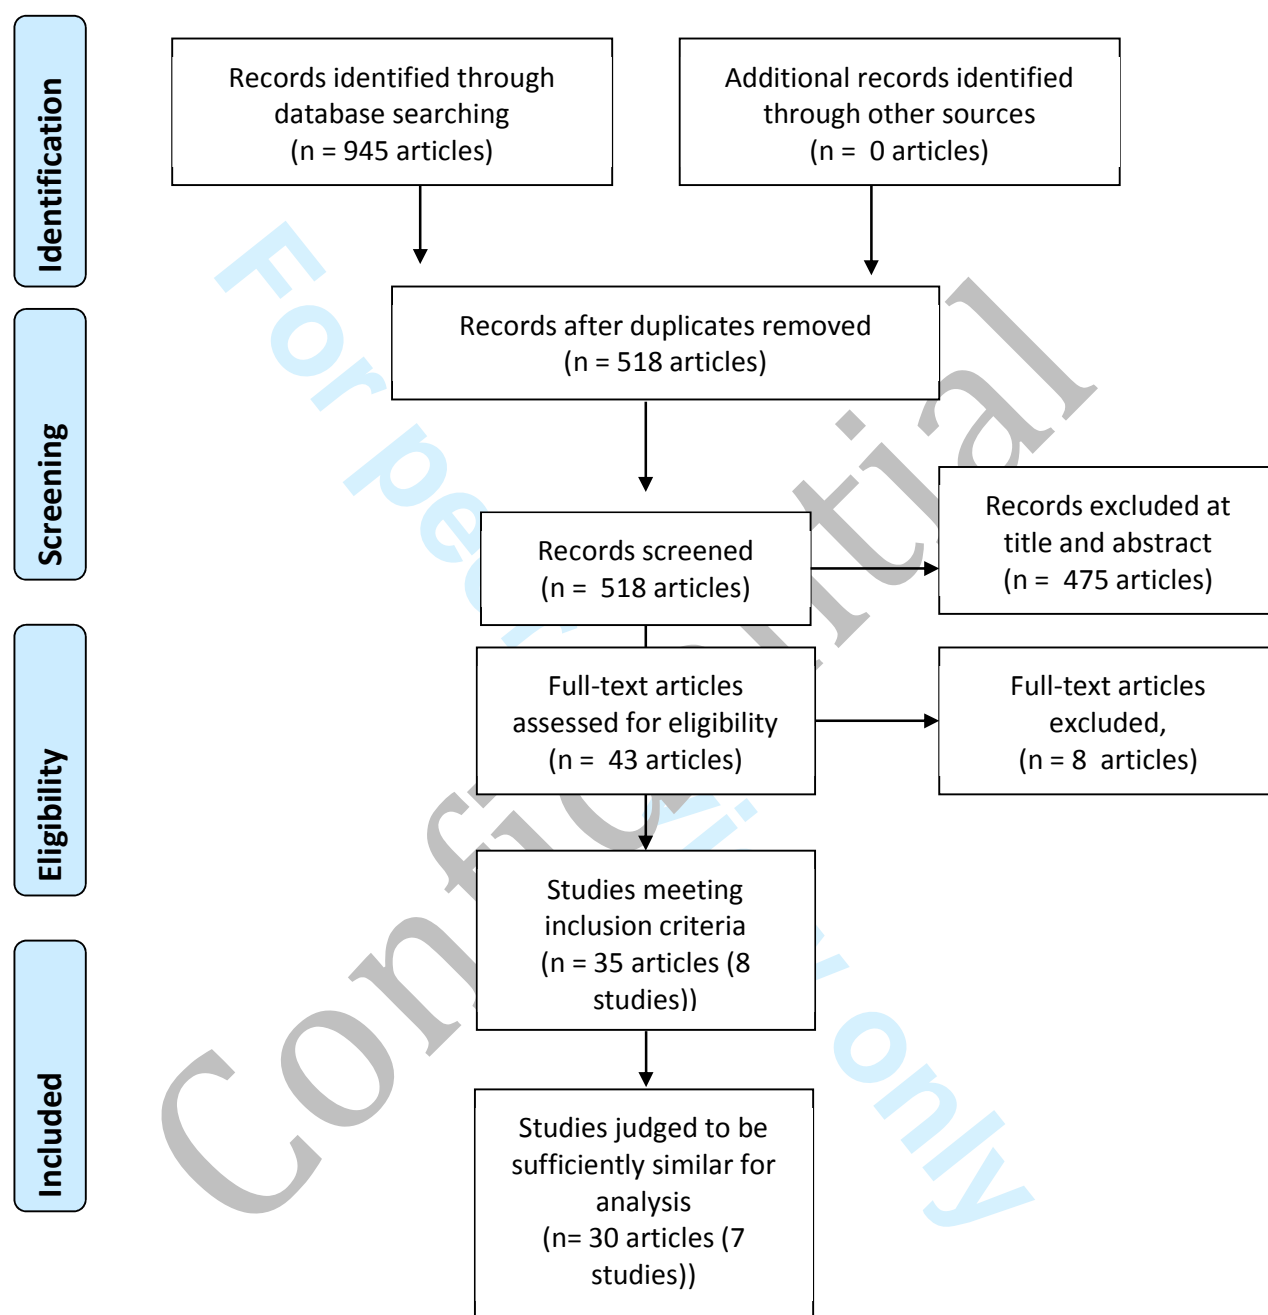 Identification
Records identified through
database searching
(n = 945 articles)
Additional records identified
through other sources
(n = 0 articles)
Records after duplicates removed
(n = 518 articles)
Screening
Records screened
(n = 518 articles)
Records excluded at
title and abstract
(n = 475 articles)
Eligibility
Full-text articles
assessed for eligibility
(n = 43 articles)
Full-text articles
excluded,
(n = 8 articles)
Studies meeting
inclusion criteria
(n = 35 articles (8
studies))
Included
Studies judged to be
sufficiently similar for
analysis
(n= 30 articles (7
studies))
For peer view only
Confidential